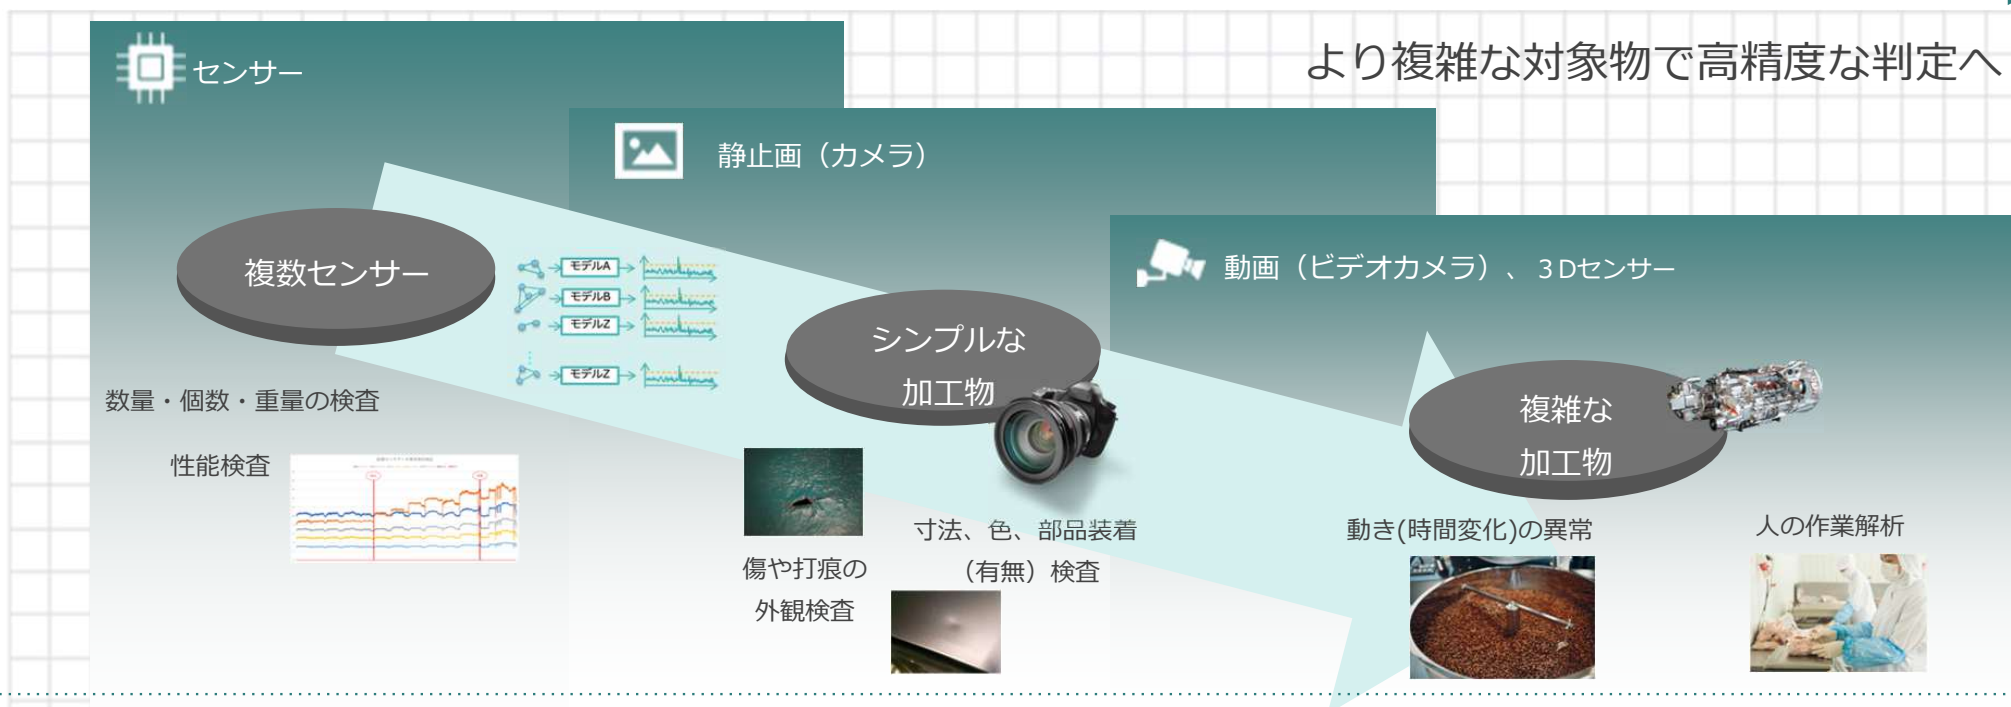 より複雑な対象物で高精度な判定へ
センサー
静止画（カメラ）
動画（ビデオカメラ）、３Dセンサー
複数センサー
モデルA
モデルB
モデルZ
モデルZ
シンプルな
加工物
複雑な
加工物
数量・個数・重量の検査
性能検査
傷や打痕の
外観検査
寸法、色、部品装着
（有無）検査
動き(時間変化)の異常
人の作業解析